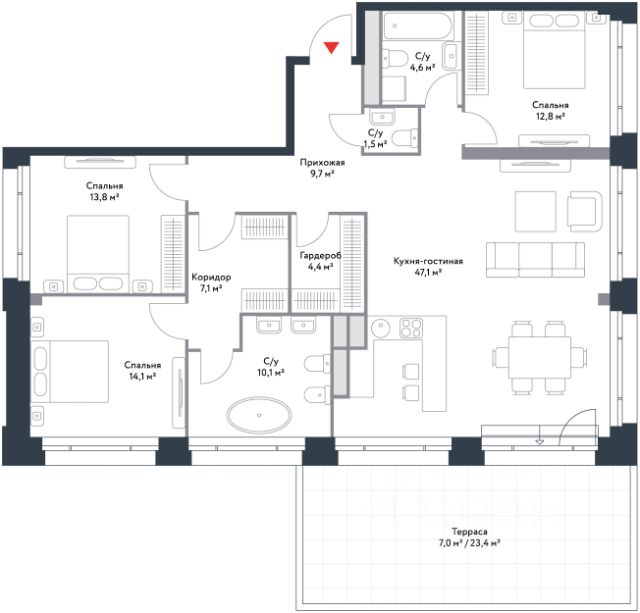 С/у
4,6 м²
Спальня
12,8 м²
С/у
1,5 м²
Прихожая
9,7 м²
Спальня
13,8 м²
Гардероб
4,4 м²
Кухня-гостиная
47,1 м²
Коридор
7,1 м²
Спальня
14,1 м²
С/у
10,1 м²
Терраса
7,0 м² / 23,4 м²